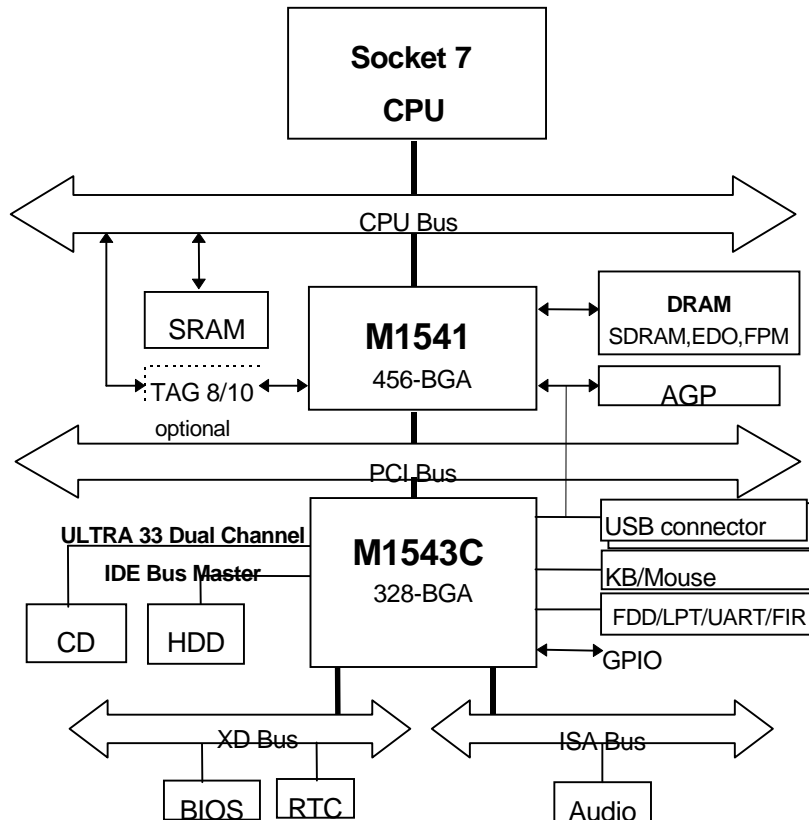 Socket 7
CPU
CPU Bus
SRAM
M1541
456-BGA
DRAM
SDRAM,EDO,FPM
TAG 8/10
optional
AGP
PCI Bus
ULTRA 33 Dual Channel
IDE Bus Master
M1543C
328-BGA
USB connector
KB/Mouse
FDD/LPT/UART/FIR
GPIO
CD
HDD
XD Bus
ISA Bus
BIOS
RTC
Audio